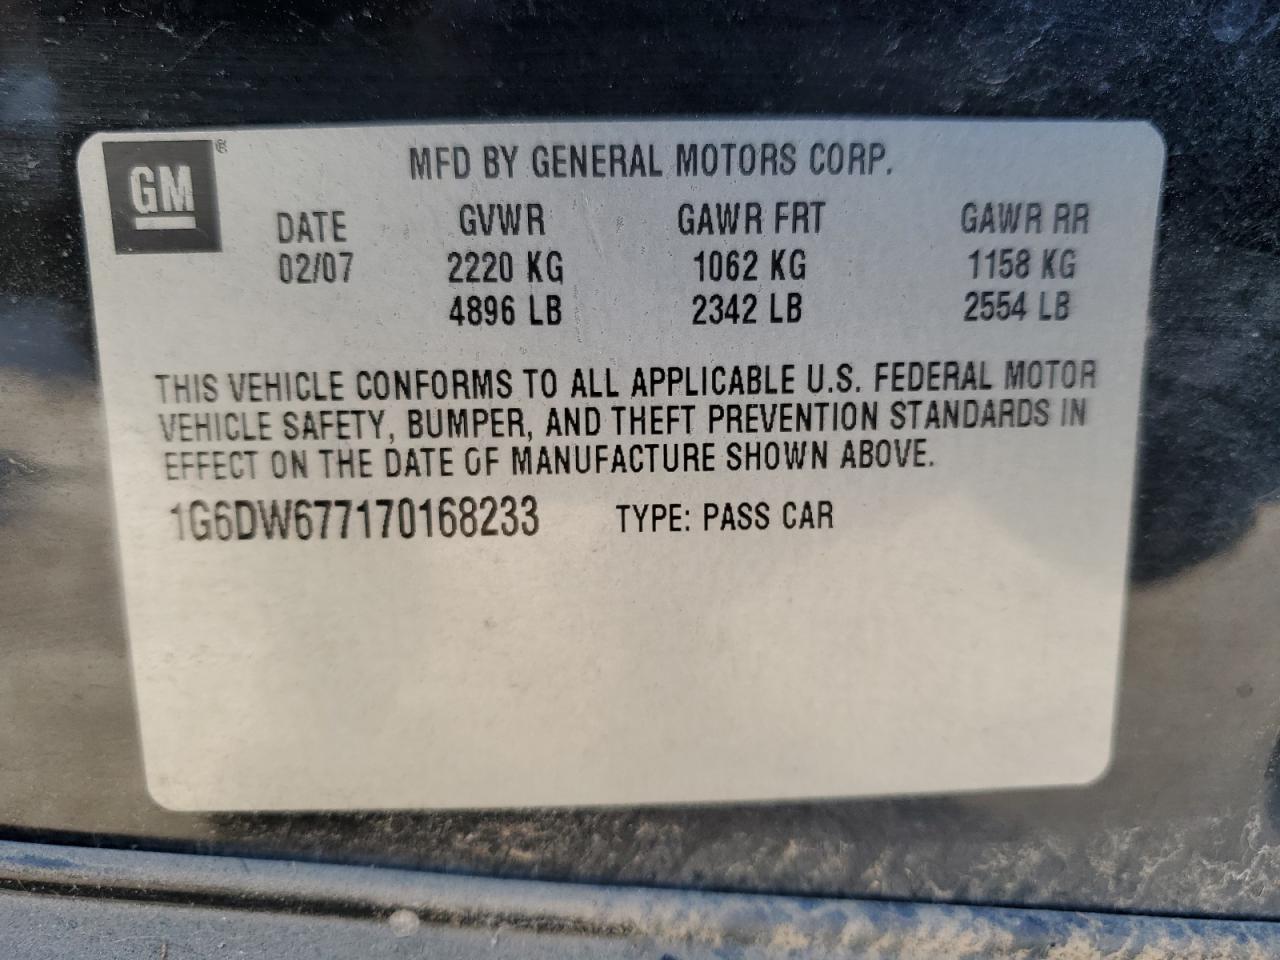 GM®
MFD BY GENERAL MOTORS CORP.
DATE GVWR GAWR FRT GAWR RR
02/07 2220 KG 1062 KG 1158 KG
4896 LB 2342 LB 2554 LB
THIS VEHICLE CONFORMS TO ALL APPLICABLE U.S. FEDERAL MOTOR
VEHICLE SAFETY, BUMPER, AND THEFT PREVENTION STANDARDS IN
EFFECT ON THE DATE OF MANUFACTURE SHOWN ABOVE.
1G6DW677170168233 TYPE: PASS CAR